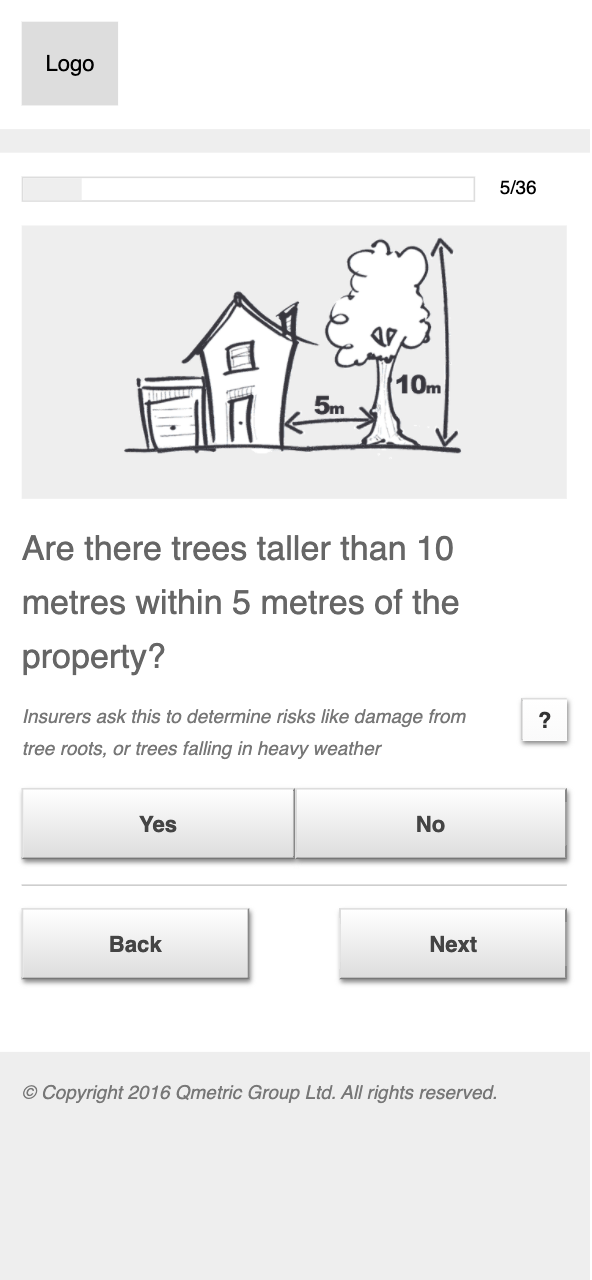 Logo
5/36
10m
5m
Are there trees taller than 10
metres within 5 metres of the
property?
Insurers ask this to determine risks like damage from
tree roots, or trees falling in heavy weather
?
Yes
No
Back
Next
© Copyright 2016 Qmetric Group Ltd. All rights reserved.